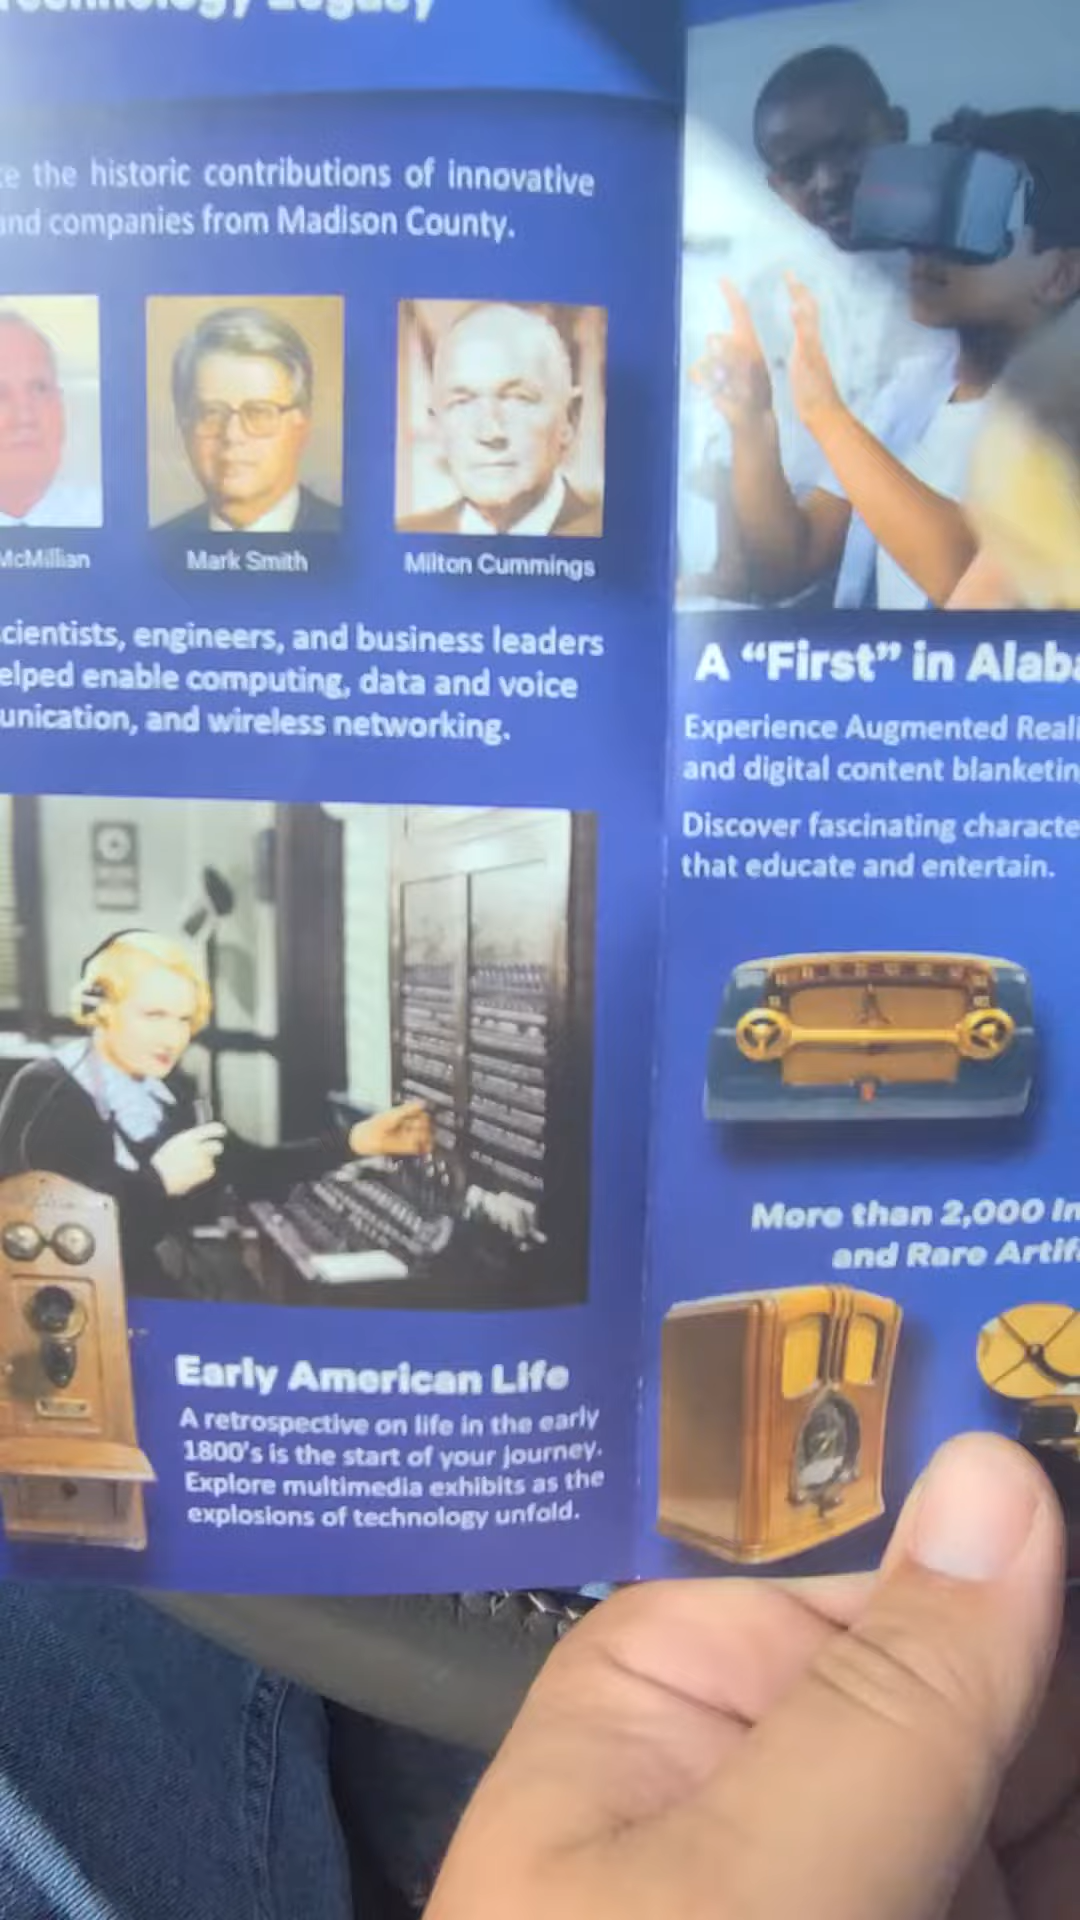 Technology Legacy
the historic contributions of innovative
and companies from Madison County.
McMillian
Mark Smith
Milton Cummings
cientists, engineers, and business leaders
elped enable computing, data and voice
unication, and wireless networking.
Early American Life
A retrospective on life in the early
1800's is the start of your journey.
Explore multimedia exhibits as the
explosions of technology unfold.
A “First” in Alaba
Experience Augmented Reali
and digital content blanketin
Discover fascinating characte
that educate and entertain.
More than 2,000 In
and Rare Artif